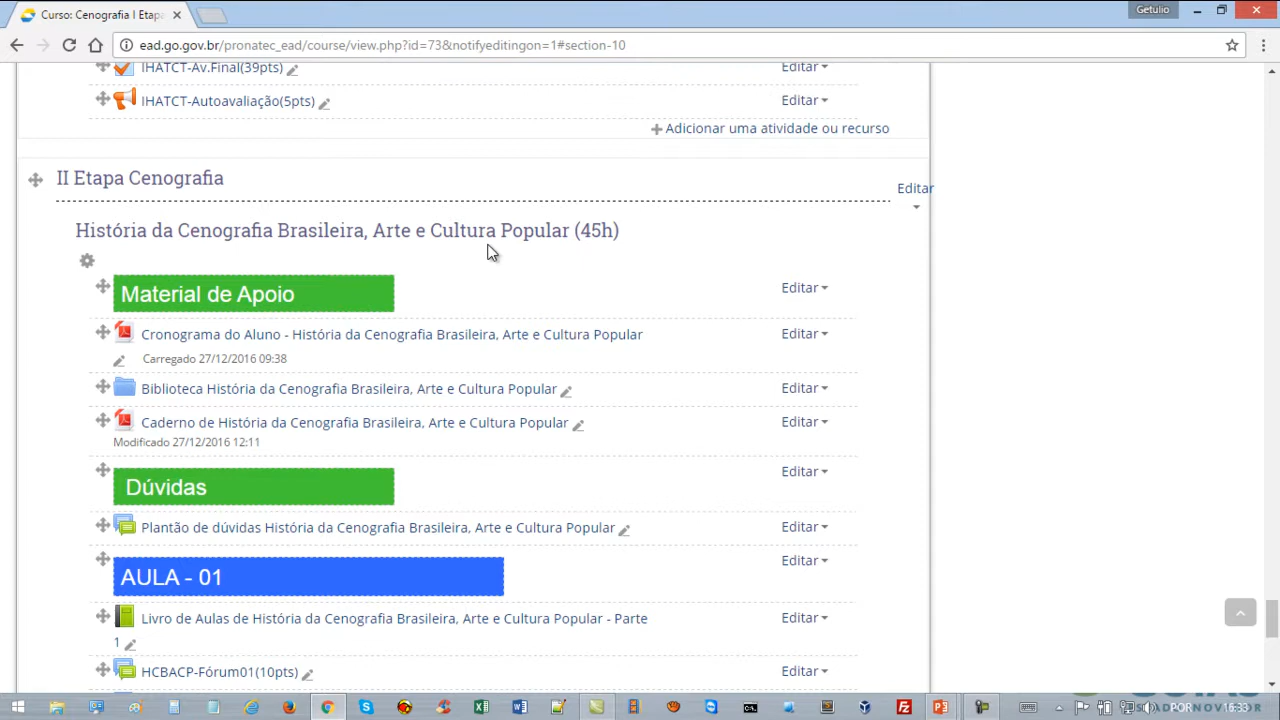 Curso: Cenografia I Etapa
Getulio
ead.go.gov.br/pronatec_ead/course/view.php?id=73&notifyeditingon=1#section-10
IHATCT-Av.Final(39pts)
Editar
IHATCT-Autoavaliação(5pts)
Editar
Adicionar uma atividade ou recurso
II Etapa Cenografia
Editar
História da Cenografia Brasileira, Arte e Cultura Popular (45h)
Material de Apoio
Editar
Cronograma do Aluno - História da Cenografia Brasileira, Arte e Cultura Popular
Editar
Carregado 27/12/2016 09:38
Biblioteca História da Cenografia Brasileira, Arte e Cultura Popular
Editar
Caderno de História da Cenografia Brasileira, Arte e Cultura Popular
Editar
Modificado 27/12/2016 12:11
Dúvidas
Editar
Plantão de dúvidas História da Cenografia Brasileira, Arte e Cultura Popular
Editar
AULA - 01
Editar
Livro de Aulas de História da Cenografia Brasileira, Arte e Cultura Popular - Parte
1
Editar
HCBACP-Fórum01(10pts)
Editar
POR
15:33